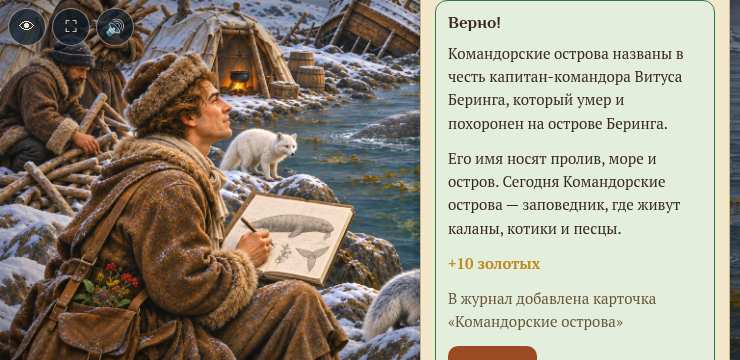 Верно!
Командорские острова названы в
честь капитан-командора Витуса
Беринга, который умер и
похоронен на острове Беринга.
Его имя носят пролив, море и
остров. Сегодня Командорские
острова — заповедник, где живут
каланы, котики и песцы.
+10 золотых
В журнал добавлена карточка
«Командорские острова»